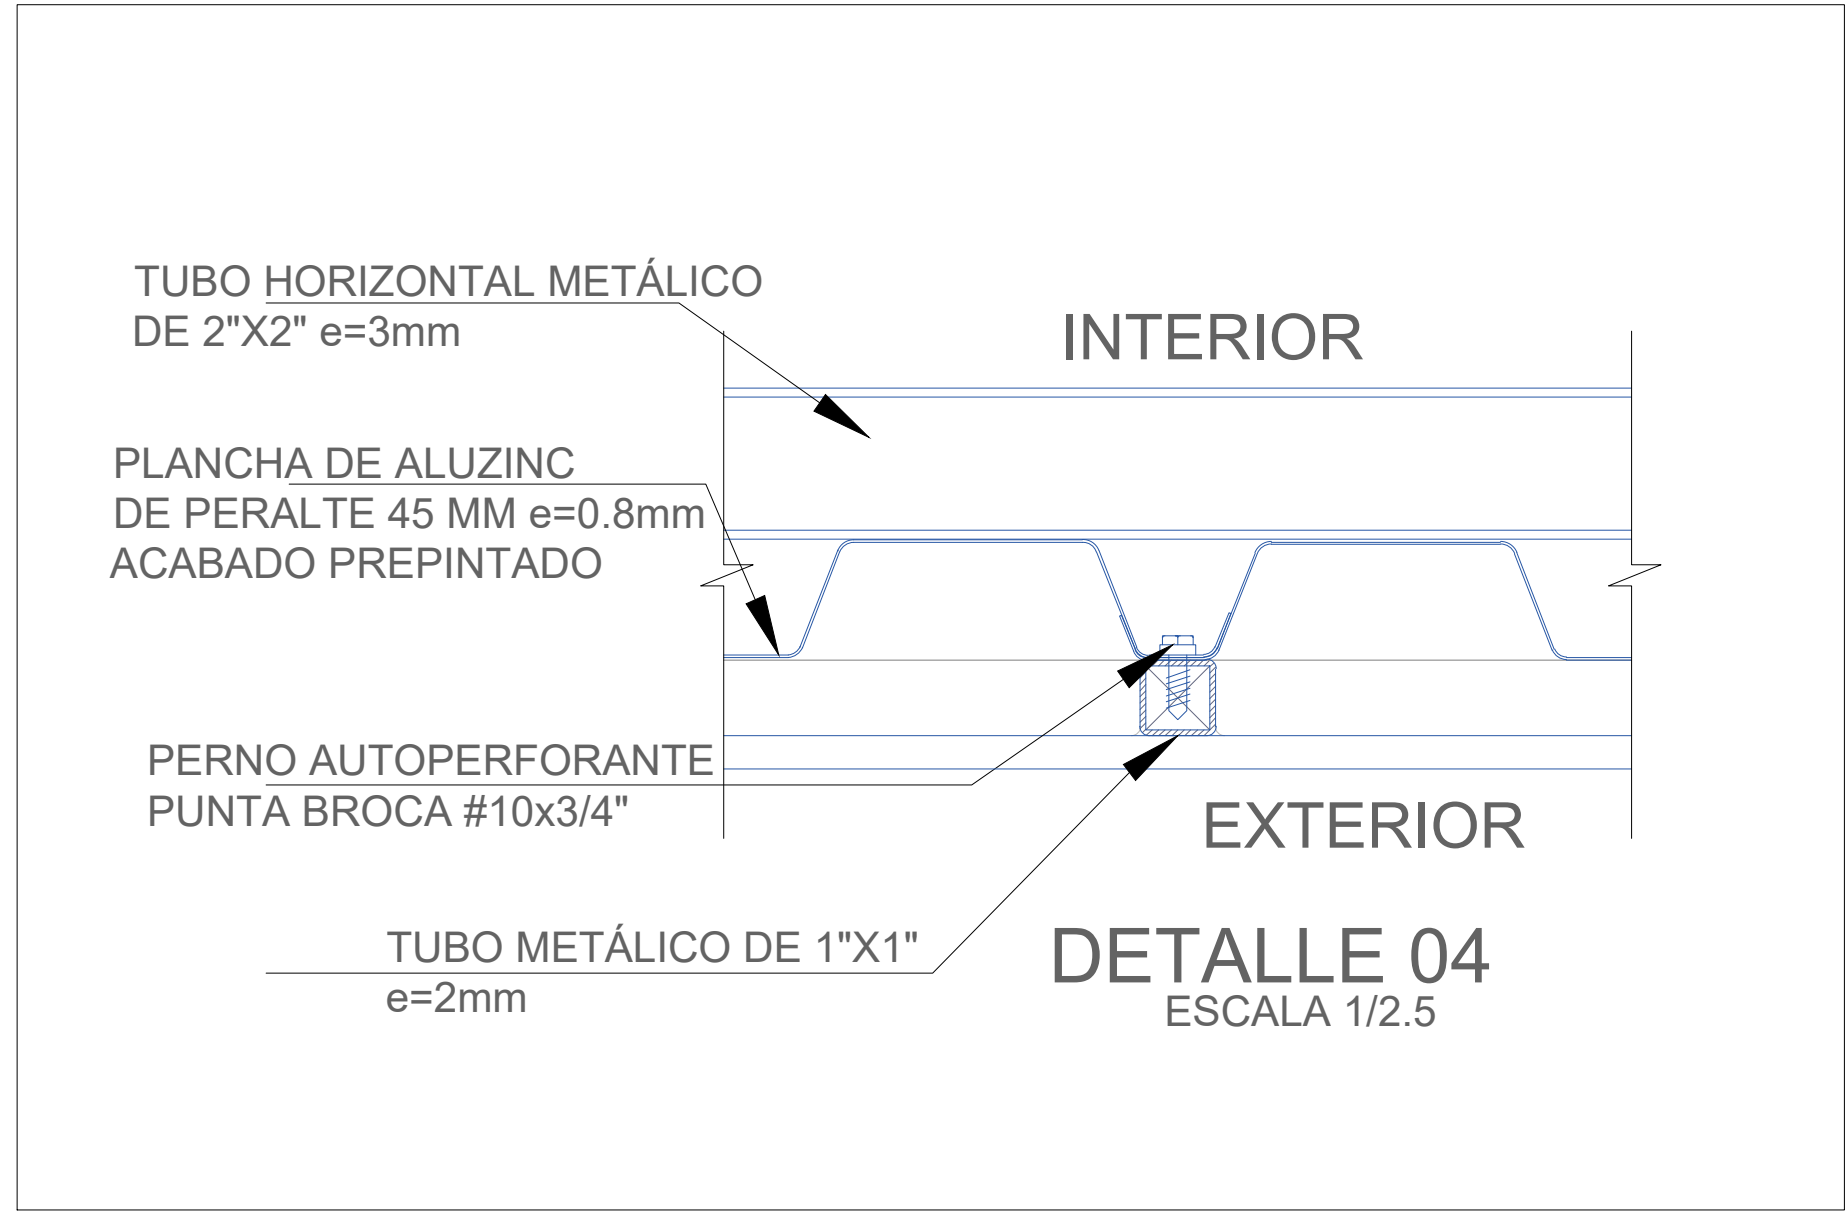 TUBO HORIZONTAL METÁLICO
DE 2"X2" e=3mm
INTERIOR
PLANCHA DE ALUZINC
DE PERALTE 45 MM e=0.8mm
ACABADO PREPINTADO
PERNO AUTOPERFORANTE
PUNTA BROCA #10x3/4"
EXTERIOR
TUBO METÁLICO DE 1"X1"
e=2mm
DETALLE 04
ESCALA 1/2.5